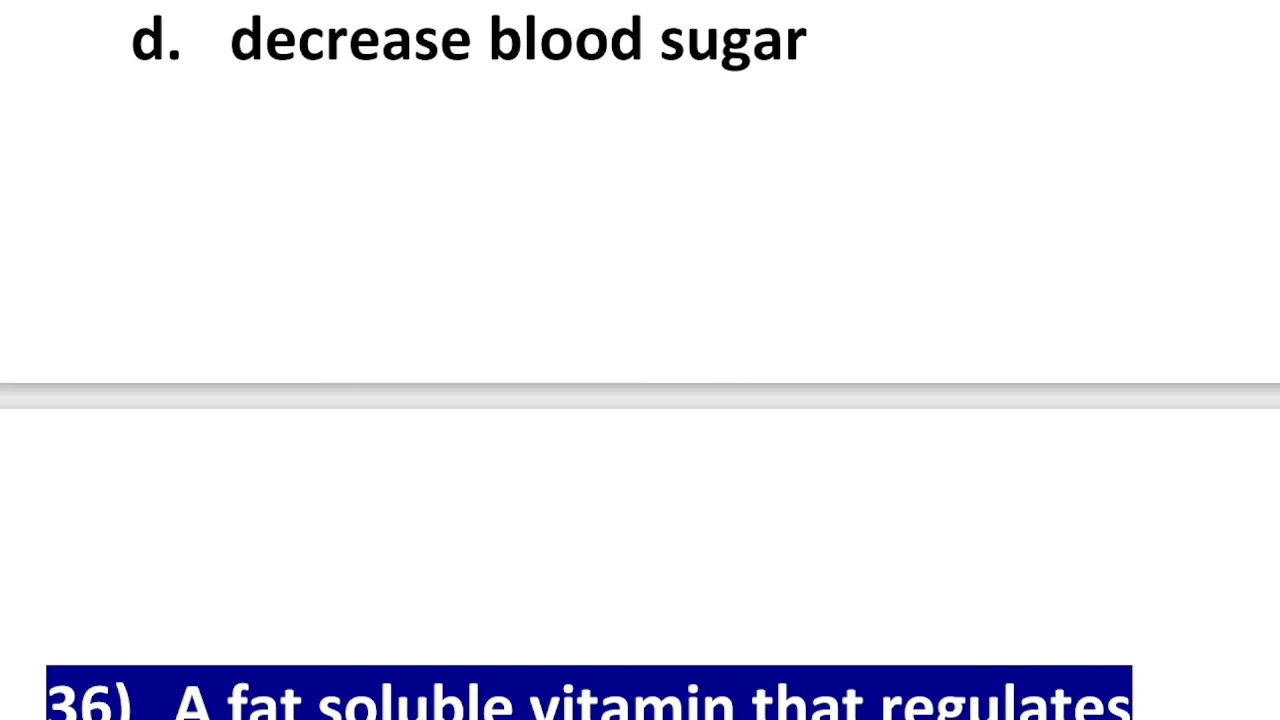 d. decrease blood sugar
36) A fat soluble vitamin that regulates